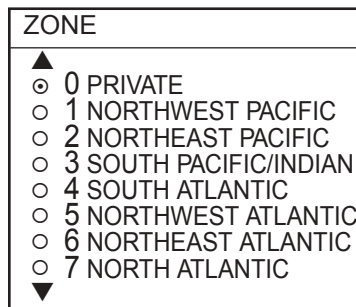 ZONE
0 PRIVATE
1 NORTHWEST PACIFIC
2 NORTHEAST PACIFIC
3 SOUTH PACIFIC/INDIAN
4 SOUTH ATLANTIC
5 NORTHWEST ATLANTIC
6 NORTHEAST ATLANTIC
7 NORTH ATLANTIC